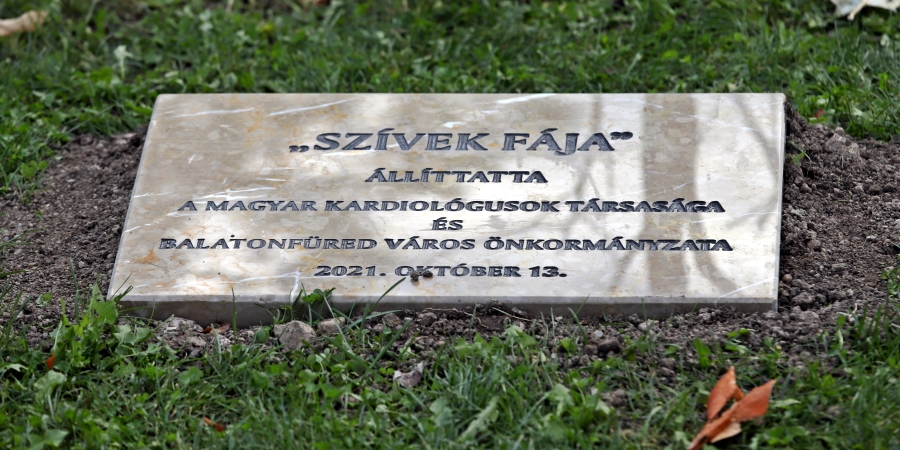 „SZÍVEK FÁJA”
ÁLLÍTTATTA
A MAGYAR KARDIOLÓGUSOK TÁRSASÁGA
ÉS
BALATONFÜRED VÁROS ÖNKORMÁNYZATA
2021. OKTÓBER 13.